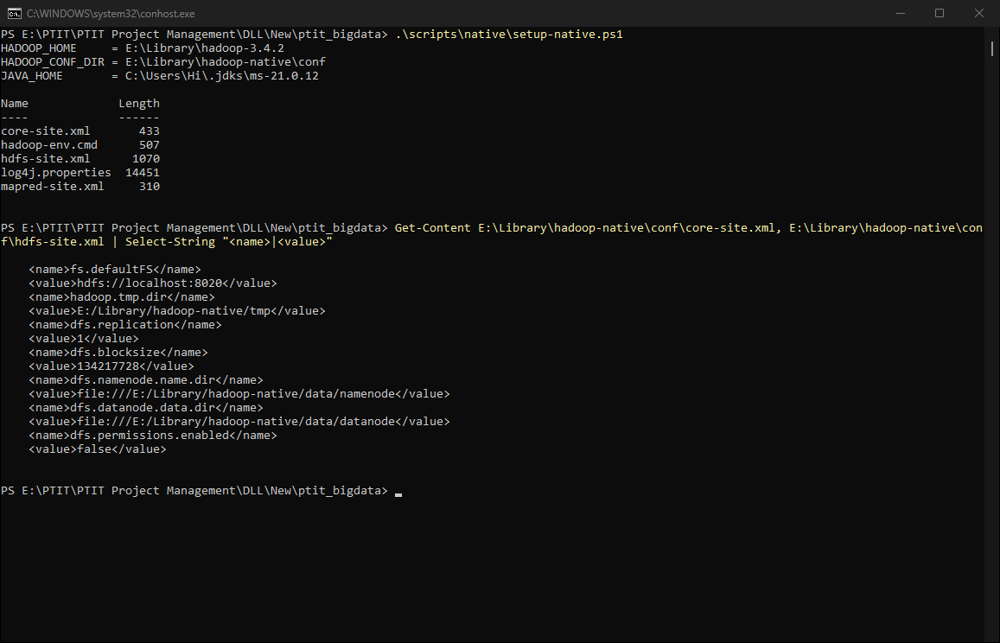 C:\WINDOWS\system32\conhost.exe
PS E:\PTIT\PTIT Project Management\DLL\New\ptit_bigdata> .\scripts\native\setup-native.ps1
HADOOP_HOME     = E:\Library\hadoop-3.4.2
HADOOP_CONF_DIR = E:\Library\hadoop-native\conf
JAVA_HOME       = C:\Users\Hi\.jdks\ms-21.0.12
Name             Length
----             ------
core-site.xml       433
hadoop-env.cmd      507
hdfs-site.xml      1070
log4j.properties  14451
mapred-site.xml     310
PS E:\PTIT\PTIT Project Management\DLL\New\ptit_bigdata> Get-Content E:\Library\hadoop-native\conf\core-site.xml, E:\Library\hadoop-native\con
f\hdfs-site.xml | Select-String "<name>|<value>"
    <name>fs.defaultFS</name>
    <value>hdfs://localhost:8020</value>
    <name>hadoop.tmp.dir</name>
    <value>E:/Library/hadoop-native/tmp</value>
    <name>dfs.replication</name>
    <value>1</value>
    <name>dfs.blocksize</name>
    <value>134217728</value>
    <name>dfs.namenode.name.dir</name>
    <value>file:///E:/Library/hadoop-native/data/namenode</value>
    <name>dfs.datanode.data.dir</name>
    <value>file:///E:/Library/hadoop-native/data/datanode</value>
    <name>dfs.permissions.enabled</name>
    <value>false</value>
PS E:\PTIT\PTIT Project Management\DLL\New\ptit_bigdata>